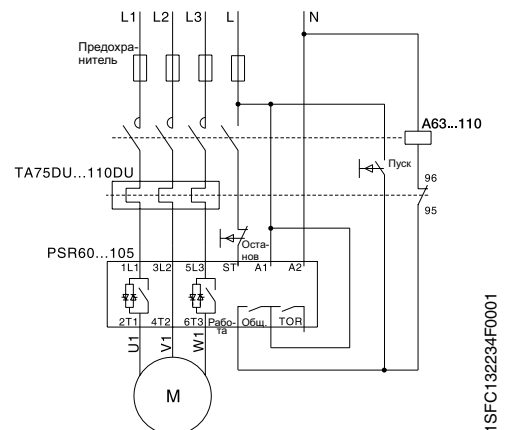 L1 L2 L3 L N
Предохра-
нитель
A63...110
TA75DU...110DU
Пуск
96
95
Оста-
нов
PSR60...105
1L1 3L2 5L3 ST A1 A2
2T1 4T2 6T3 Рабо-
та Общ. TOR
U1 V1 W1
M
1SFC132234F0001